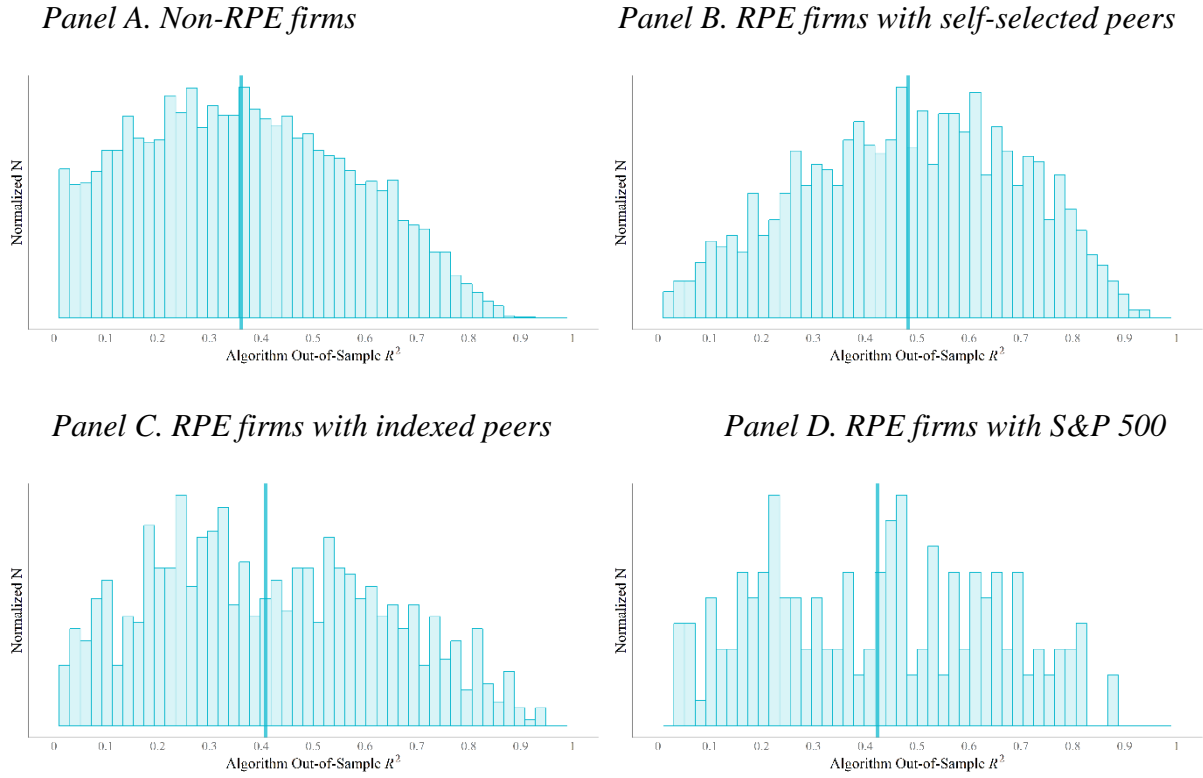 Panel A. Non-RPE firms
Normalized N
0 0.1 0.2 0.3 0.4 0.5 0.6 0.7 0.8 0.9 1
Algorithm Out-of-Sample R²
Panel B. RPE firms with self-selected peers
Normalized N
0 0.1 0.2 0.3 0.4 0.5 0.6 0.7 0.8 0.9 1
Algorithm Out-of-Sample R²
Panel C. RPE firms with indexed peers
Normalized N
0 0.1 0.2 0.3 0.4 0.5 0.6 0.7 0.8 0.9 1
Algorithm Out-of-Sample R²
Panel D. RPE firms with S&P 500
Normalized N
0 0.1 0.2 0.3 0.4 0.5 0.6 0.7 0.8 0.9 1
Algorithm Out-of-Sample R²